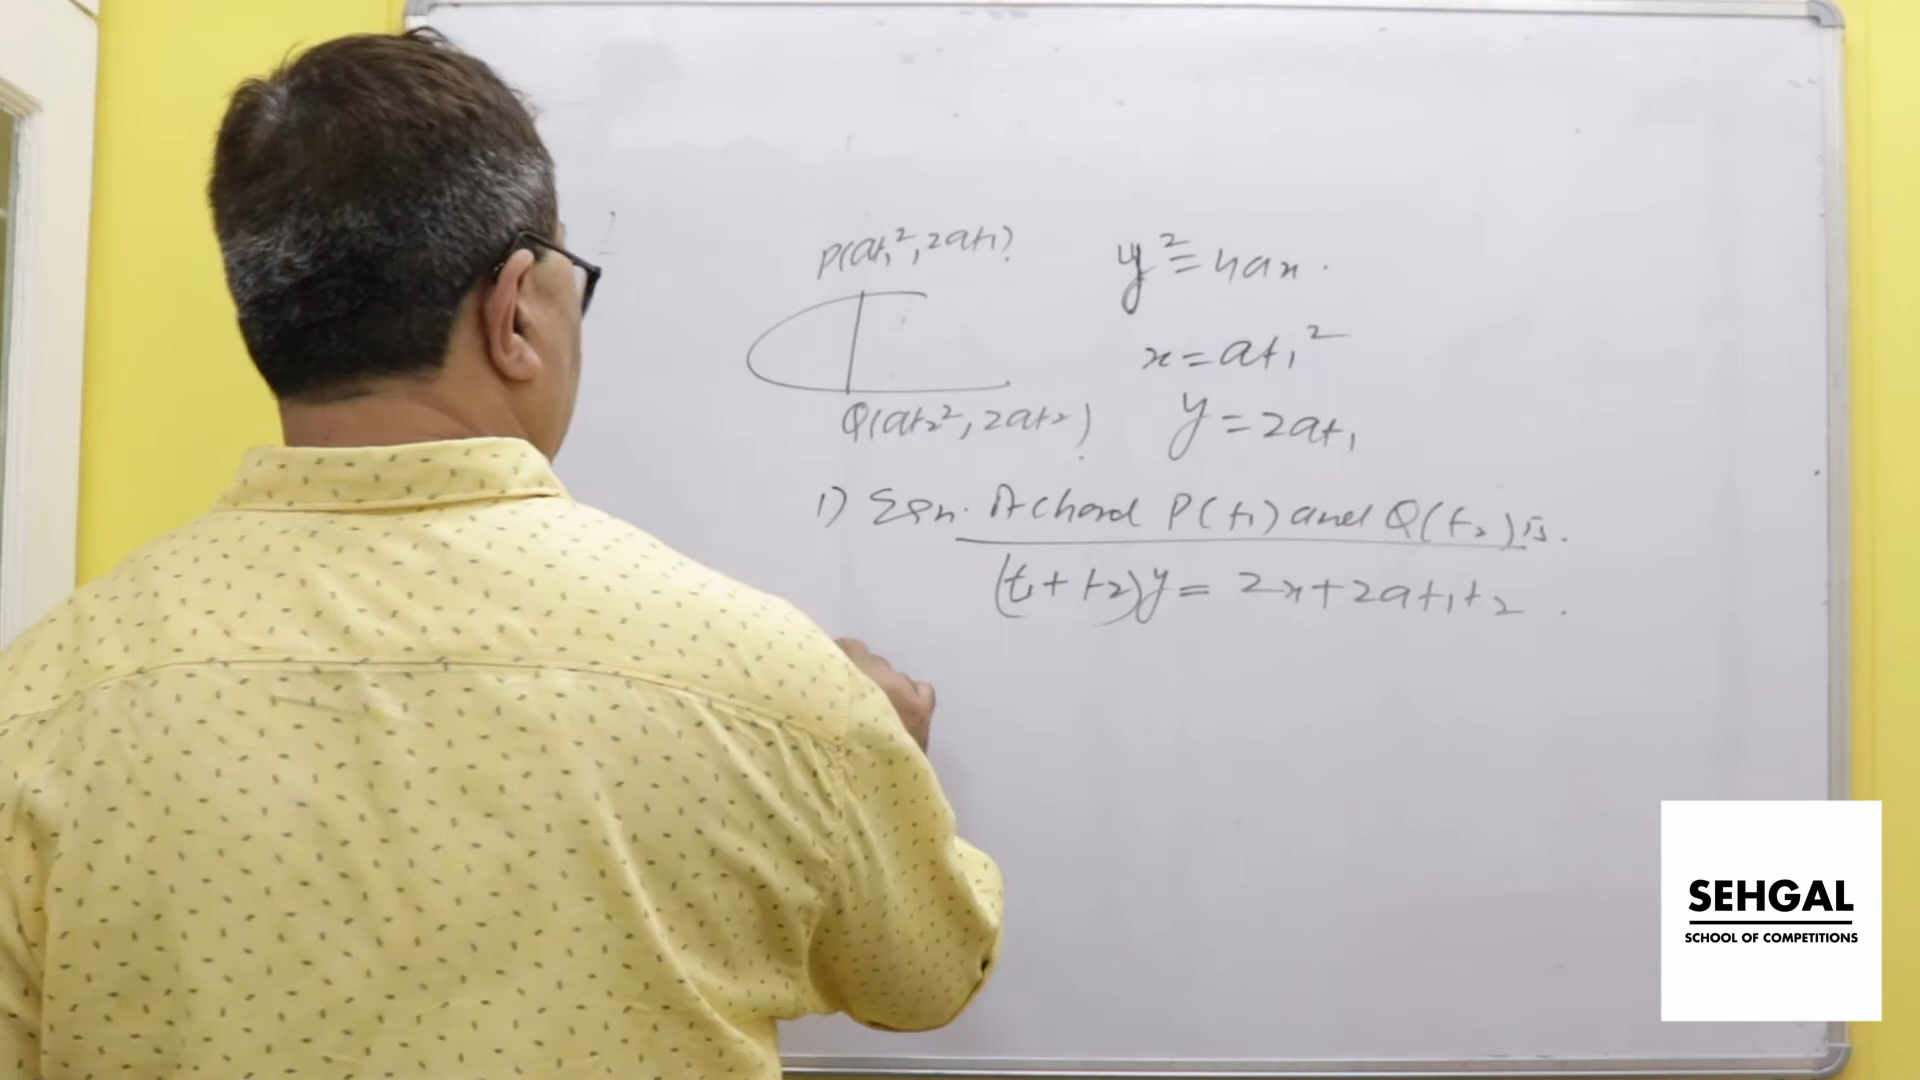 P(at₁², 2at₁)
y² = 4ax.
x = at₁²
Q(at₂², 2at₂)
y = 2at₁
1) Eqn. of chord P(t₁) and Q(t₂) is.
(t₁ + t₂)y = 2x + 2at₁t₂.
SEHGAL
SCHOOL OF COMPETITIONS